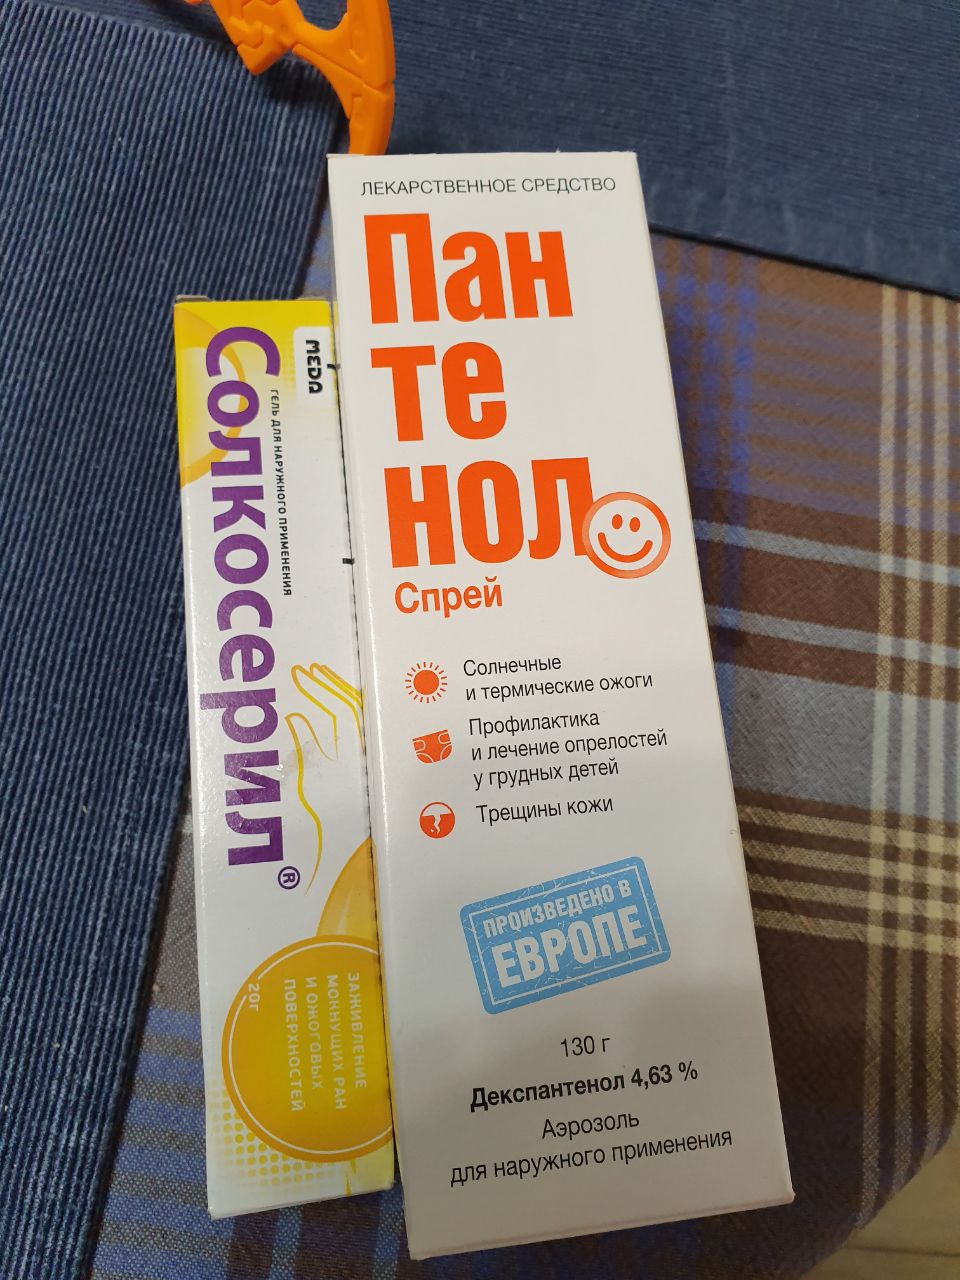 MEDA
Солкосерил®
ГЕЛЬ ДЛЯ НАРУЖНОГО ПРИМЕНЕНИЯ
ЗАЖИВЛЕНИЕ
МОКНУЩИХ РАН
И ОЖОГОВЫХ
ПОВЕРХНОСТЕЙ
20г
ЛЕКАРСТВЕННОЕ СРЕДСТВО
Пан
те
нол
Спрей
Солнечные
и термические ожоги
Профилактика
и лечение опрелостей
у грудных детей
Трещины кожи
ПРОИЗВЕДЕНО В
ЕВРОПЕ
130 г
Декспантенол 4,63 %
Аэрозоль
для наружного применения